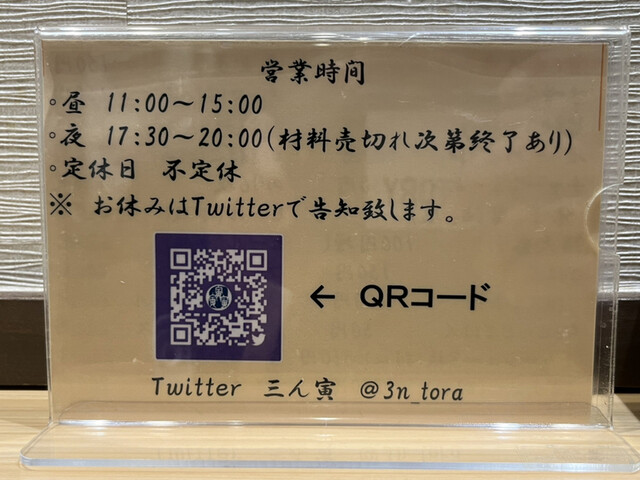 営業時間
◦昼 11:00～15:00
◦夜 17:30～20:00(材料売切れ次第終了あり)
◦定休日 不定休
※ お休みはTwitterで告知致します。
← QRコード
Twitter 三ん寅 @3n_tora